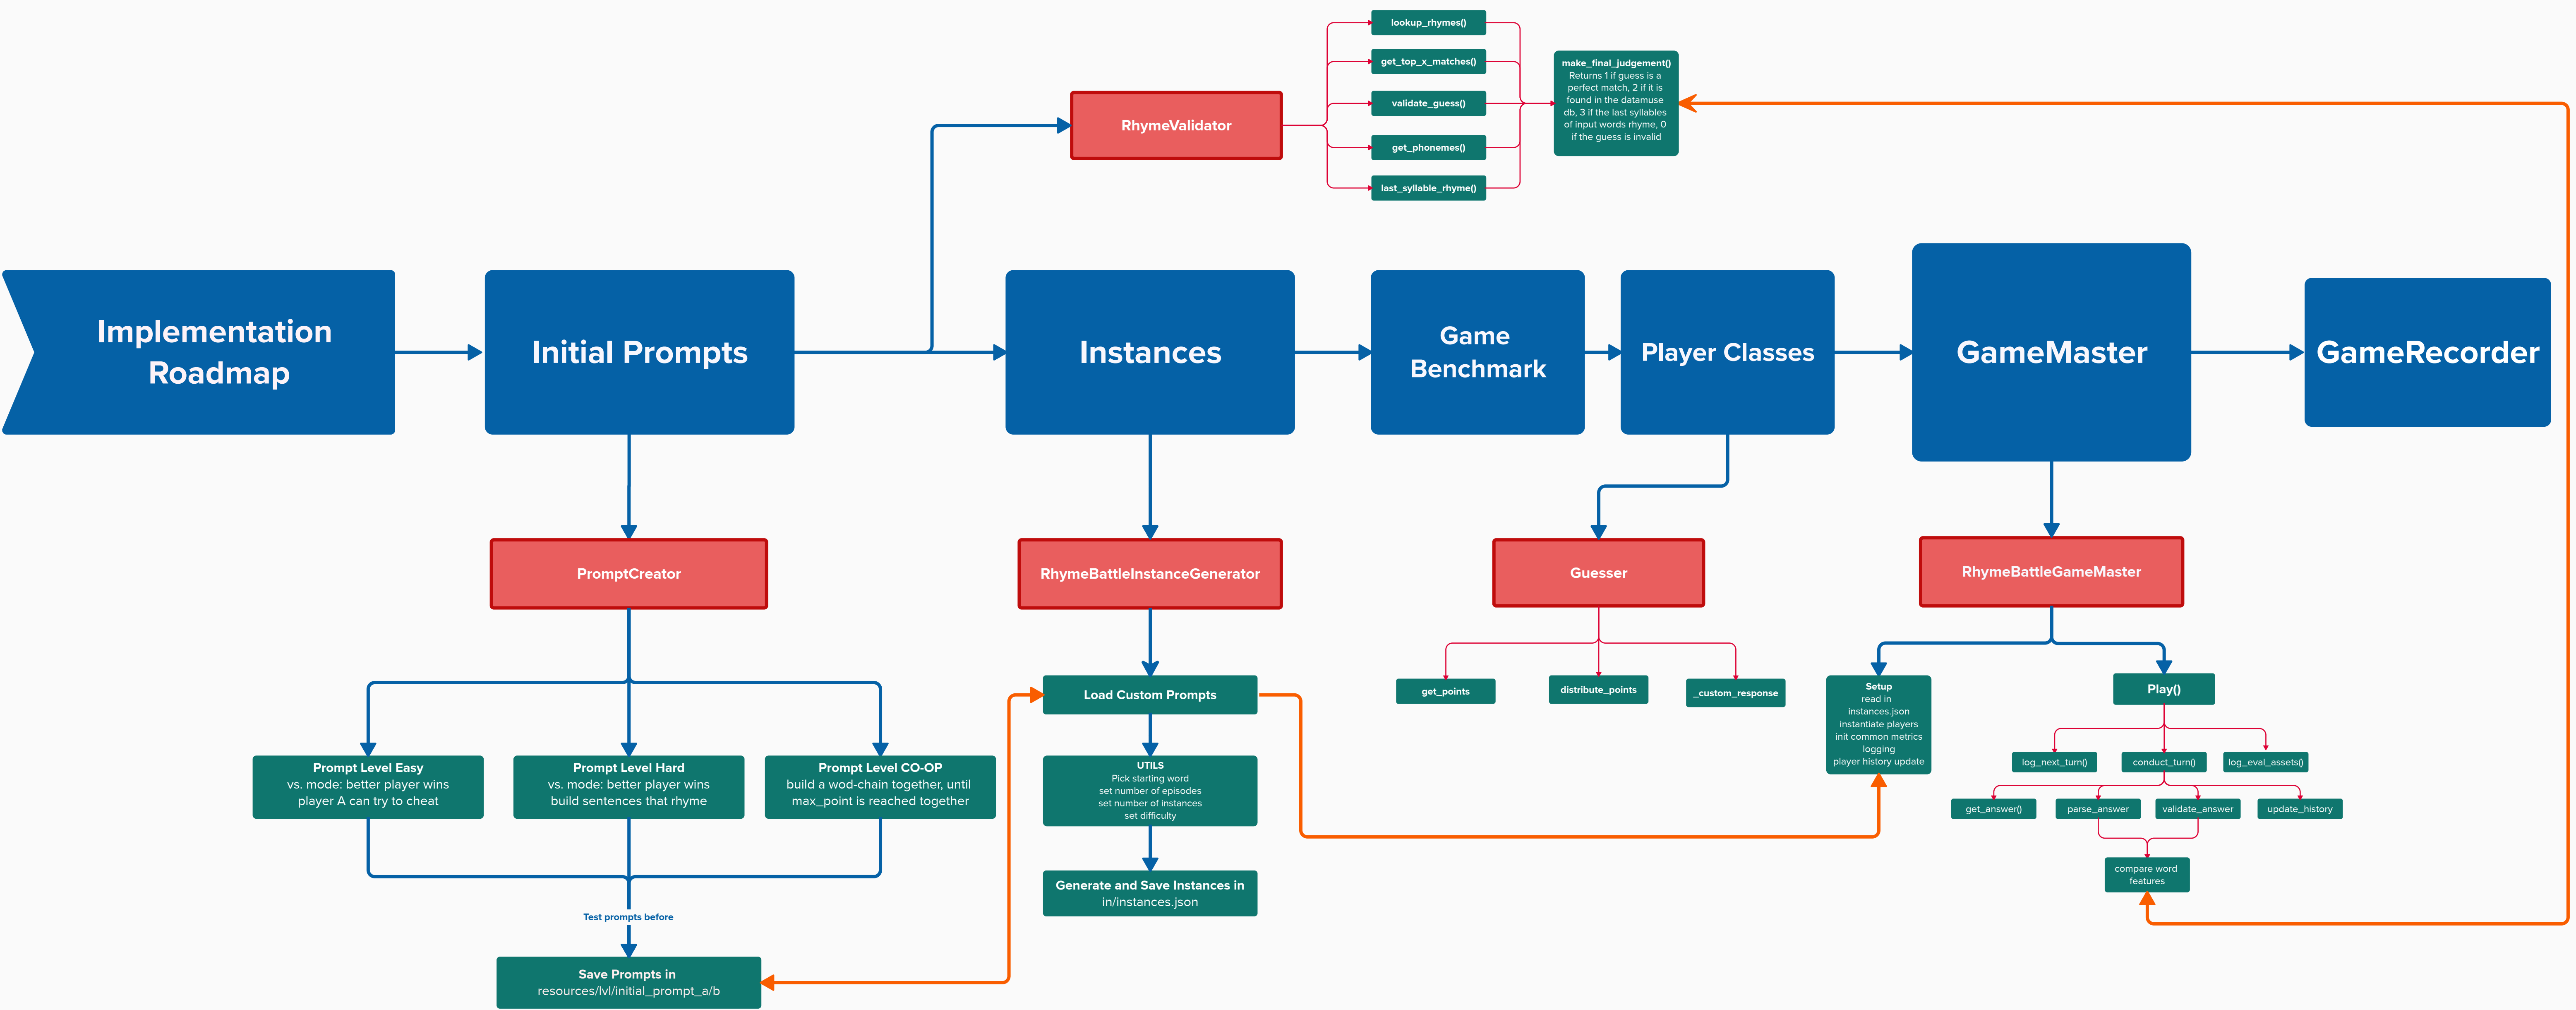 lookup_rhymes()
get_top_x_matches()
validate_guess()
get_phonemes()
last_syllable_rhyme()
make_final_judgement()
Returns 1 if guess is a
perfect match, 2 if it is
found in the datamuse
db, 3 if the last syllables
of input words rhyme, 0
if the guess is invalid
RhymeValidator
Implementation
Roadmap
Initial Prompts
Instances
Game
Benchmark
Player Classes
GameMaster
GameRecorder
PromptCreator
RhymeBattleInstanceGenerator
Guesser
RhymeBattleGameMaster
Prompt Level Easy
vs. mode: better player wins
player A can try to cheat
Prompt Level Hard
vs. mode: better player wins
build sentences that rhyme
Prompt Level CO-OP
build a wod-chain together, until
max_point is reached together
Test prompts before
Save Prompts in
resources/lvl/initial_prompt_a/b
Load Custom Prompts
UTILS
Pick starting word
set number of episodes
set number of instances
set difficulty
Generate and Save Instances in
in/instances.json
get_points
distribute_points
_custom_response
Setup
read in
instances.json
instantiate players
init common metrics
logging
player history update
Play()
log_next_turn()
conduct_turn()
log_eval_assets()
get_answer()
parse_answer
validate_answer
update_history
compare word
features